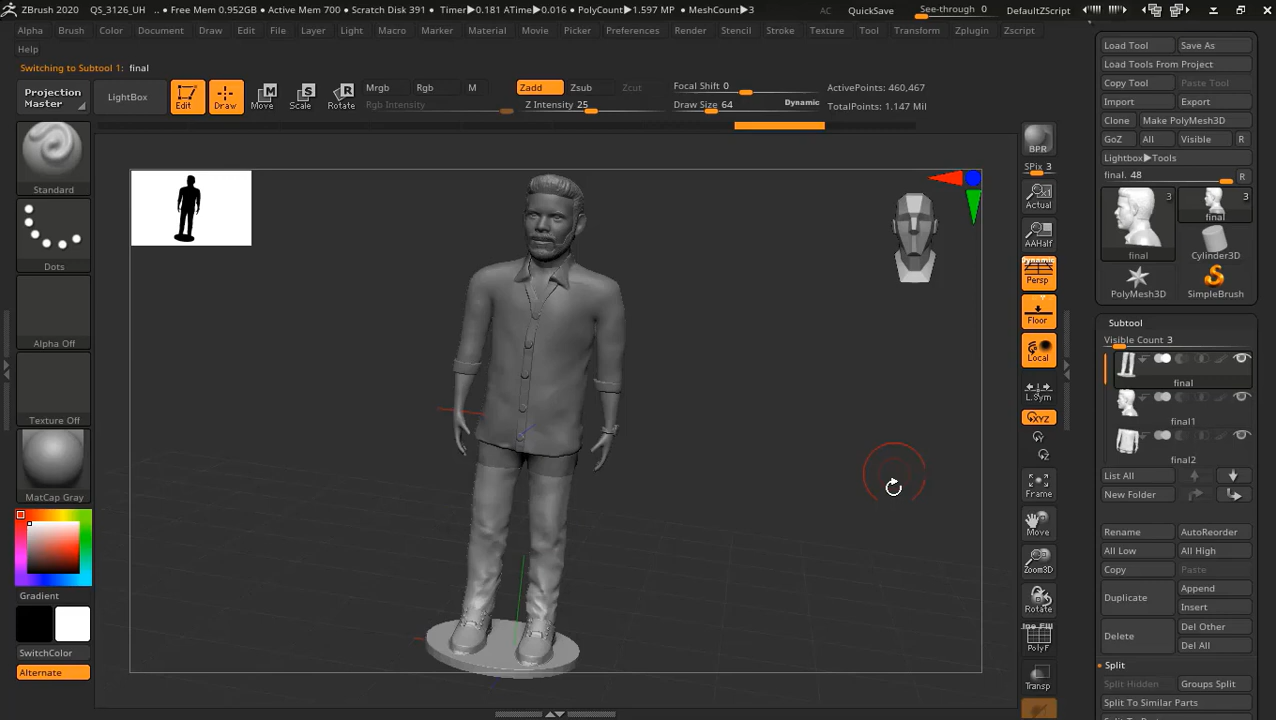 ZBrush 2020 QS_3126_UH .. • Free Mem 0.952GB • Active Mem 700 • Scratch Disk 391 • Timer▶0.181 ATime▶0.016 • PolyCount▶1.597 MP • MeshCount▶3 AC QuickSave See-through 0 DefaultZScript
Alpha Brush Color Document Draw Edit File Layer Light Macro Marker Material Movie Picker Preferences Render Stencil Stroke Texture Tool Transform Zplugin Zscript
Help
Switching to Subtool 1: final
Projection Master
LightBox
Edit
Draw
Move
Scale
Rotate
Mrgb Rgb M
Rgb Intensity
Zadd Zsub Zcut
Z Intensity 25
Focal Shift 0
Draw Size 64 Dynamic
ActivePoints: 460,467
TotalPoints: 1.147 Mil
Standard
Dots
Alpha Off
Texture Off
MatCap Gray
Gradient
SwitchColor
Alternate
BPR
SPix 3
Actual
AAHalf
Dynamic
Persp
Floor
Local
L.Sym
XYZ
Frame
Move
Zoom3D
Rotate
Line Fill
PolyF
Transp
Load Tool Save As
Load Tools From Project
Copy Tool Paste Tool
Import Export
Clone Make PolyMesh3D
GoZ All Visible R
Lightbox▶Tools
final. 48 R
3 3
final
Cylinder3D
final
PolyMesh3D SimpleBrush
Subtool
Visible Count 3
final
final1
final2
List All
New Folder
Rename AutoReorder
All Low All High
Copy Paste
Duplicate Append
Insert
Delete Del Other
Del All
Split
Split Hidden Groups Split
Split To Similar Parts